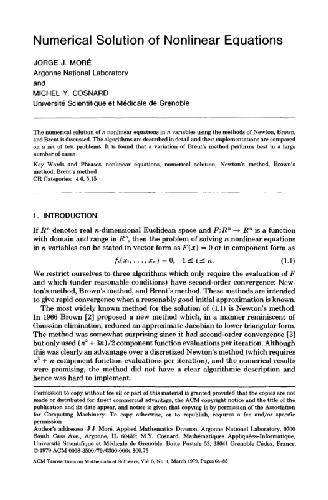 Numerical Solution of Nonlinear Equations
JORGE J. MORÉ
Argonne National Laboratory
and
MICHEL Y. COSNARD
Université Scientifique et Médicale de Grenoble
The numerical solution of n nonlinear equations in n variables using the methods of Newton, Brown,
and Brent is discussed. The algorithms are described in detail and their implementations are compared
on a set of test problems. It is found that a variation of Brent's method performs best in a large
number of cases.
Key Words and Phrases: nonlinear equations, numerical solution, Newton's method, Brown's
method, Brent's method
CR Categories: 4.6, 5.15
1. INTRODUCTION
If Rⁿ denotes real n-dimensional Euclidean space and F:Rⁿ → Rⁿ is a function
with domain and range in Rⁿ, then the problem of solving n nonlinear equations
in n variables can be stated in vector form as F(x) = 0 or in component form as
fᵢ(x₁, . . . , xₙ) = 0, 1 ≤ i ≤ n. (1.1)
We restrict ourselves to three algorithms which only require the evaluation of F
and which (under reasonable conditions) have second-order convergence: New-
ton's method, Brown's method, and Brent's method. These methods are intended
to give rapid convergence when a reasonably good initial approximation is known.
The most widely known method for the solution of (1.1) is Newton's method.
In 1966 Brown [2] proposed a new method which, in a manner reminiscent of
Gaussian elimination, reduced an approximate Jacobian to lower triangular form.
The method was somewhat surprising since it had second-order convergence [3]
but only used (n² + 3n)/2 component function evaluations per iteration. Although
this was clearly an advantage over a discretized Newton's method (which requires
n² + n component function evaluations per iteration), and the numerical results
were promising, the method did not have a clear algorithmic description and
hence was hard to implement.
Permission to copy without fee all or part of this material is granted provided that the copies are not
made or distributed for direct commercial advantage, the ACM copyright notice and the title of the
publication and its date appear, and notice is given that copying is by permission of the Association
for Computing Machinery. To copy otherwise, or to republish, requires a fee and/or specific
permission.
Author's addresses: J.J. Moré, Applied Mathematics Division, Argonne National Laboratory, 9700
South Cass Ave., Argonne, IL 60439; M.Y. Cosnard, Mathématiques Appliquées-Informatique,
Université Scientifique et Médicale de Grenoble, Boite Postale 53, 38041 Grenoble Cedex, France.
© 1979 ACM 0098-3500/79/0300-0064 $00.75
ACM Transactions on Mathematical Software, Vol. 5, No. 1, March 1979, Pages 64-85